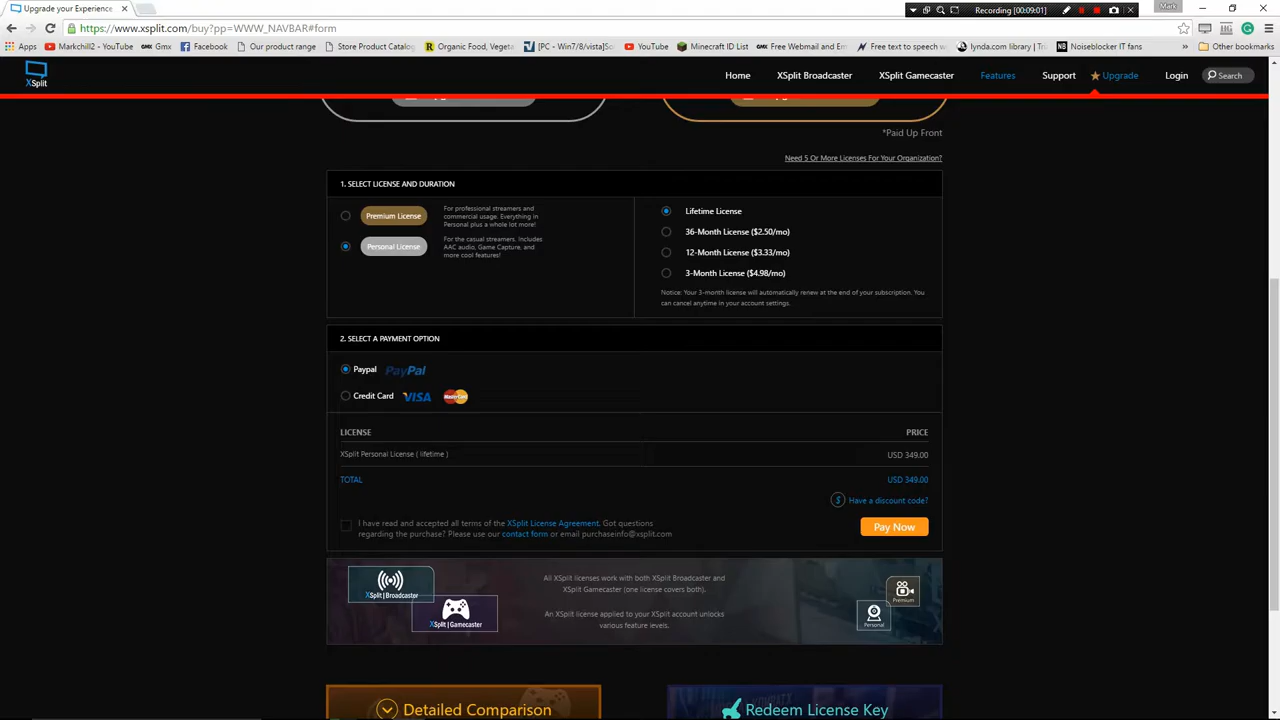 Upgrade your Experience
Mark
Recording [00:09:01]
https://www.xsplit.com/buy?pp=WWW_NAVBAR#form
Apps
Markchill2 - YouTube
Gmx
Facebook
Our product range
Store Product Catalog
Organic Food, Vegeta
[PC - Win7/8/vista]So
YouTube
Minecraft ID List
Free Webmail and Em
Free text to speech w
lynda.com library | Tra
Noiseblocker IT fans
Other bookmarks
XSplit
Home
XSplit Broadcaster
XSplit Gamecaster
Features
Support
Upgrade
Login
Search
*Paid Up Front
Need 5 Or More Licenses For Your Organization?
1. SELECT LICENSE AND DURATION
Premium License
For professional streamers and
commercial usage. Everything in
Personal plus a whole lot more!
Personal License
For the casual streamers. Includes
AAC audio, Game Capture, and
more cool features!
Lifetime License
36-Month License ($2.50/mo)
12-Month License ($3.33/mo)
3-Month License ($4.98/mo)
Notice: Your 3-month license will automatically renew at the end of your subscription. You
can cancel anytime in your account settings.
2. SELECT A PAYMENT OPTION
Paypal PayPal
Credit Card VISA MasterCard
LICENSE PRICE
XSplit Personal License ( lifetime ) USD 349.00
TOTAL USD 349.00
$ Have a discount code?
I have read and accepted all terms of the XSplit License Agreement. Got questions
regarding the purchase? Please use our contact form or email purchaseinfo@xsplit.com
Pay Now
XSplit|Broadcaster
XSplit|Gamecaster
All XSplit licenses work with both XSplit Broadcaster and
XSplit Gamecaster (one license covers both).
An XSplit license applied to your XSplit account unlocks
various feature levels.
Premium
Personal
Detailed Comparison
Redeem License Key